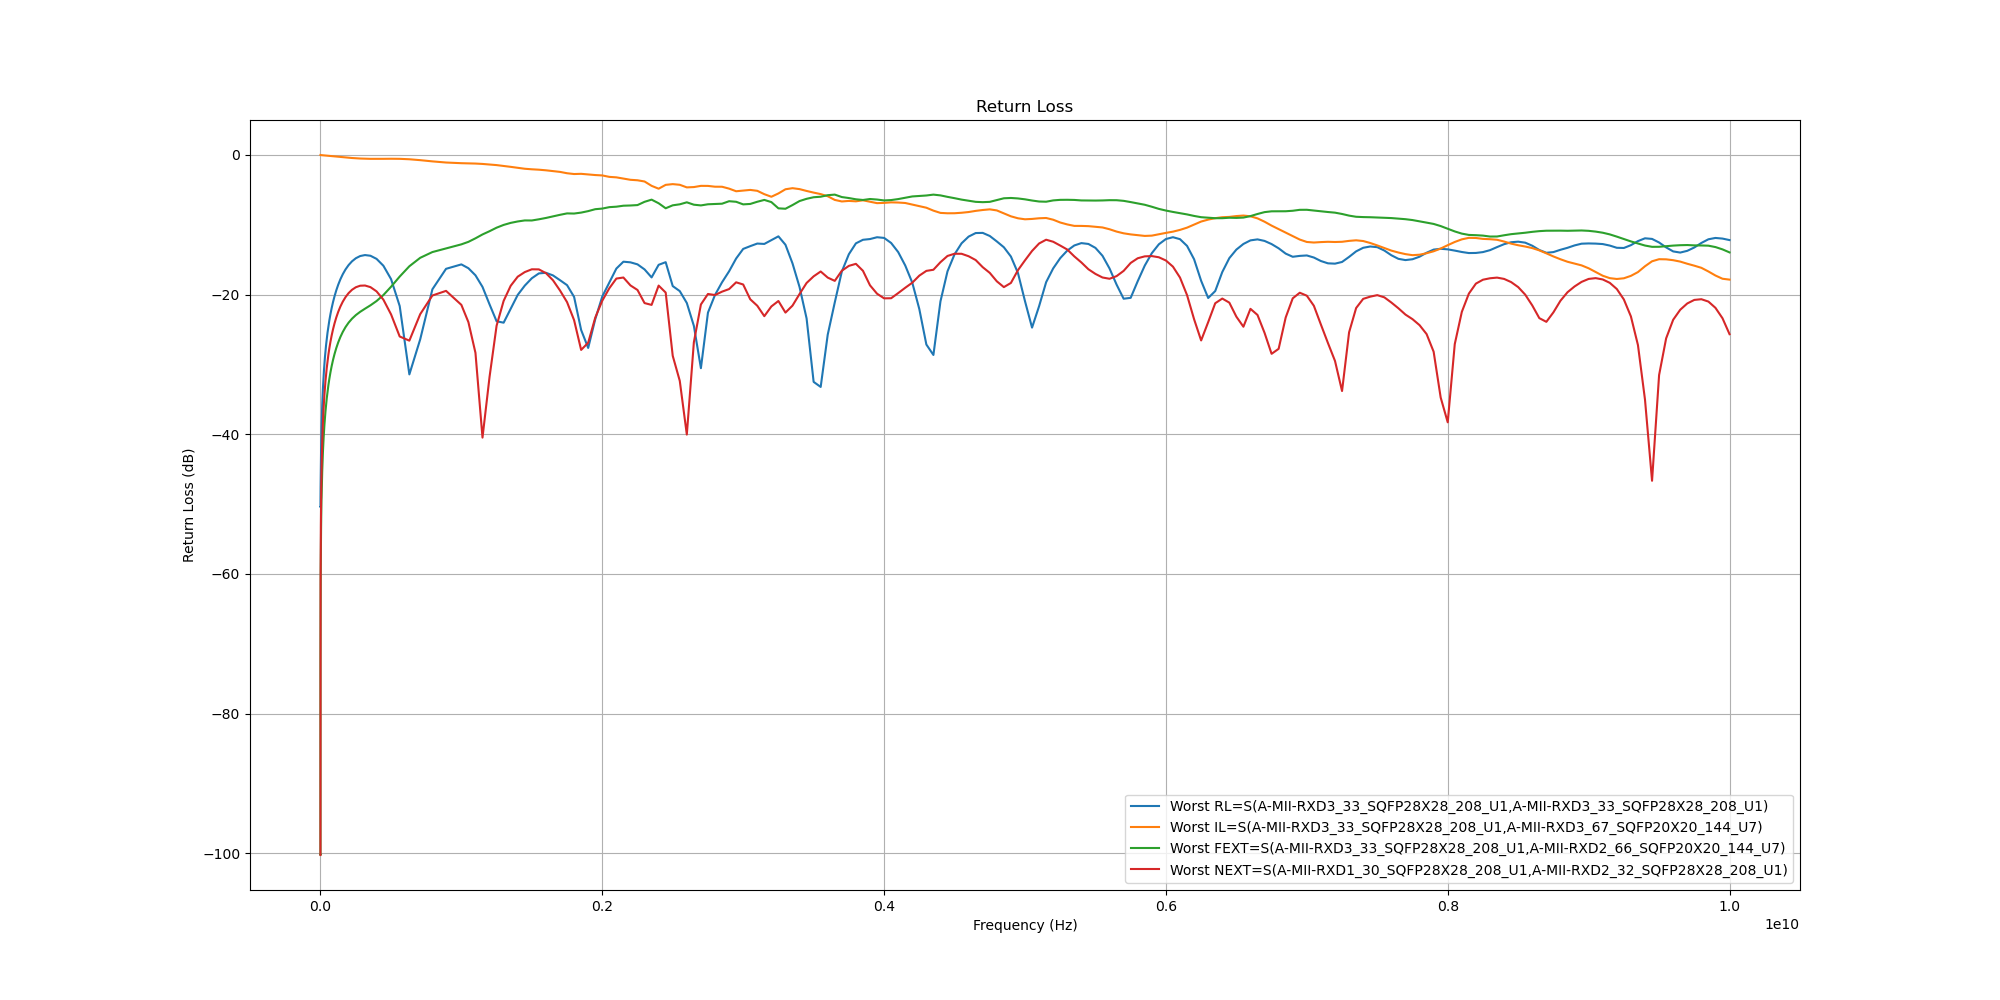 Return Loss
Return Loss (dB)
0
−20
−40
−60
−80
−100
0.0 0.2 0.4 0.6 0.8 1.0
1e10
Frequency (Hz)
Worst RL=S(A-MII-RXD3_33_SQFP28X28_208_U1,A-MII-RXD3_33_SQFP28X28_208_U1)
Worst IL=S(A-MII-RXD3_33_SQFP28X28_208_U1,A-MII-RXD3_67_SQFP20X20_144_U7)
Worst FEXT=S(A-MII-RXD3_33_SQFP28X28_208_U1,A-MII-RXD2_66_SQFP20X20_144_U7)
Worst NEXT=S(A-MII-RXD1_30_SQFP28X28_208_U1,A-MII-RXD2_32_SQFP28X28_208_U1)